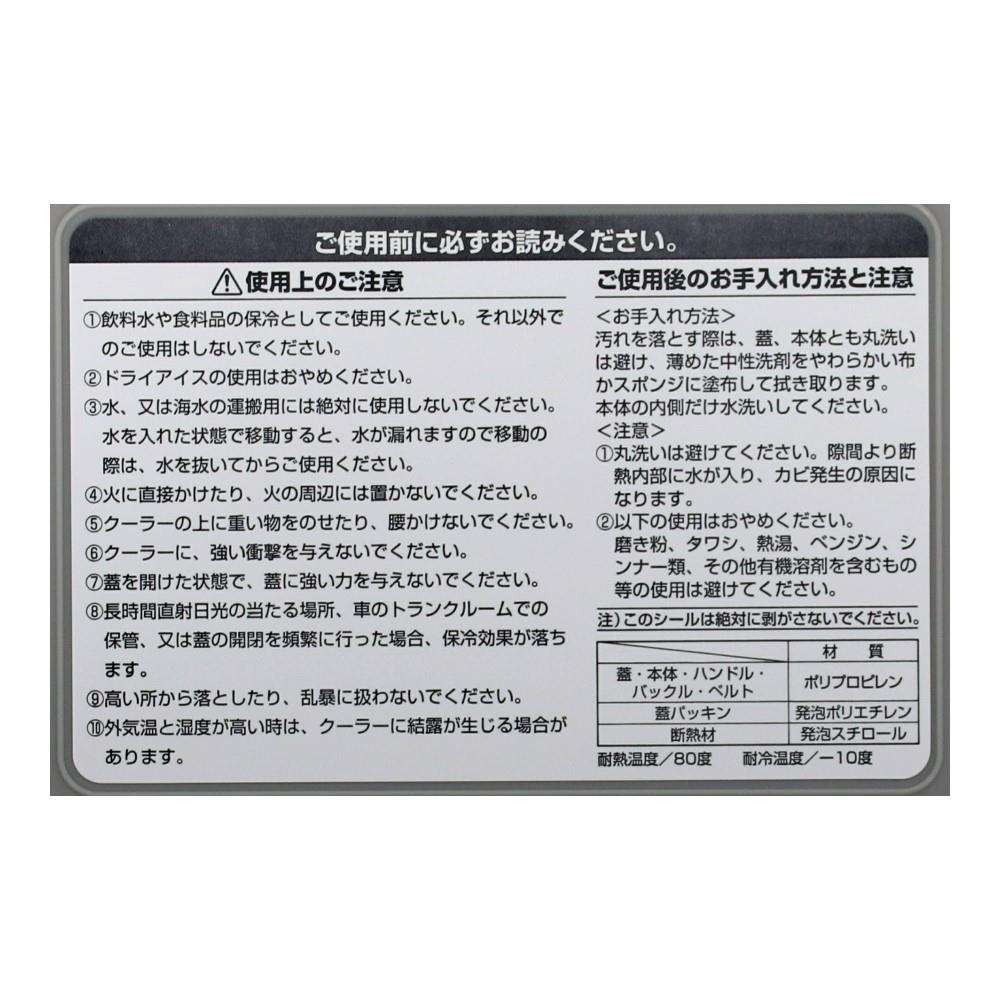 ご使用前に必ずお読みください。
⚠使用上のご注意
①飲料水や食料品の保冷としてご使用ください。それ以外で
のご使用はしないでください。
②ドライアイスの使用はおやめください。
③水、又は海水の運搬用には絶対に使用しないでください。
水を入れた状態で移動すると、水が漏れますので移動の
際は、水を抜いてからご使用ください。
④火に直接かけたり、火の周辺には置かないでください。
⑤クーラーの上に重い物をのせたり、腰かけないでください。
⑥クーラーに、強い衝撃を与えないでください。
⑦蓋を開けた状態で、蓋に強い力を与えないでください。
⑧長時間直射日光の当たる場所、車のトランクルームでの
保管、又は蓋の開閉を頻繁に行った場合、保冷効果が落ち
ます。
⑨高い所から落としたり、乱暴に扱わないでください。
⑩外気温と湿度が高い時は、クーラーに結露が生じる場合が
あります。
ご使用後のお手入れ方法と注意
<お手入れ方法>
汚れを落とす際は、蓋、本体とも丸洗い
は避け、薄めた中性洗剤をやわらかい布
かスポンジに塗布して拭き取ります。
本体の内側だけ水洗いしてください。
<注意>
①丸洗いは避けてください。隙間より断
熱内部に水が入り、カビ発生の原因に
なります。
②以下の使用はおやめください。
磨き粉、タワシ、熱湯、ベンジン、シ
ンナー類、その他有機溶剤を含むもの
等の使用は避けてください。
注)このシールは絶対に剥がさないでください。
材 質
蓋・本体・ハンドル・
バックル・ベルト
ポリプロピレン
蓋パッキン 発泡ポリエチレン
断熱材 発泡スチロール
耐熱温度/80度 耐冷温度/−10度